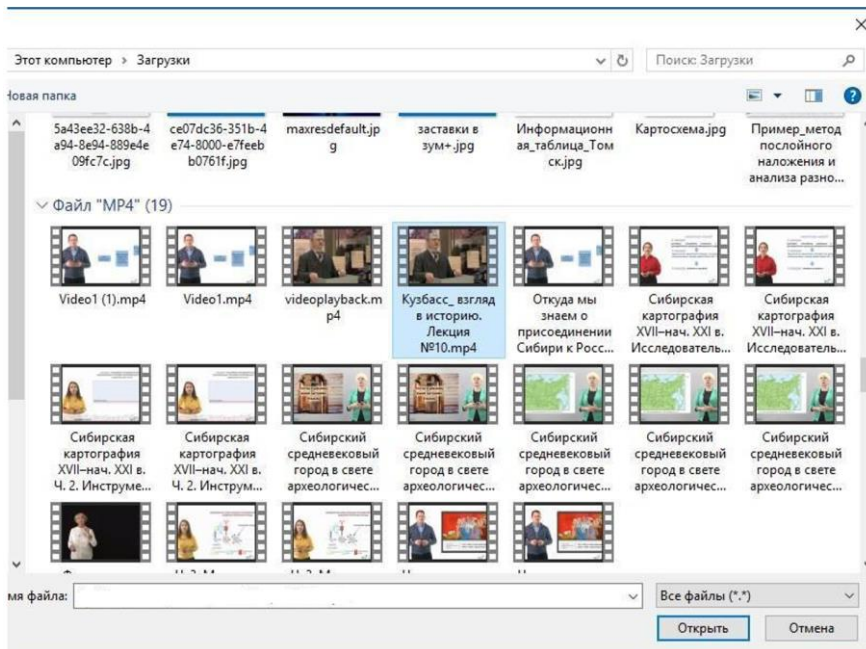 Этот компьютер > Загрузки
Поиск: Загрузки
Новая папка
5a43ee32-638b-4
a94-8e94-889e4e
09fc7c.jpg
ce07dc36-351b-4
e74-8000-e7feeb
b0761f.jpg
maxresdefault.jp
g
заставки в
зум+.jpg
Информационн
ая_таблица_Том
ск.jpg
Картосхема.jpg
Пример_метод
послойного
наложения и
анализа разно...
Файл "MP4" (19)
Video1 (1).mp4
Video1.mp4
videoplayback.m
p4
Кузбасс_ взгляд
в историю.
Лекция
№10.mp4
Откуда мы
знаем о
присоединении
Сибири к Росс...
Сибирская
картография
XVII–нач. XXI в.
Исследователь...
Сибирская
картография
XVII–нач. XXI в.
Исследователь...
Сибирская
картография
XVII–нач. XXI в.
Ч. 2. Инструме...
Сибирская
картография
XVII–нач. XXI в.
Ч. 2. Инструм...
Сибирский
средневековый
город в свете
археологичес...
Сибирский
средневековый
город в свете
археологичес...
Сибирский
средневековый
город в свете
археологичес...
Сибирский
средневековый
город в свете
археологичес...
Сибирский
средневековый
город в свете
археологичес...
мя файла:
Все файлы (*.*)
Открыть
Отмена